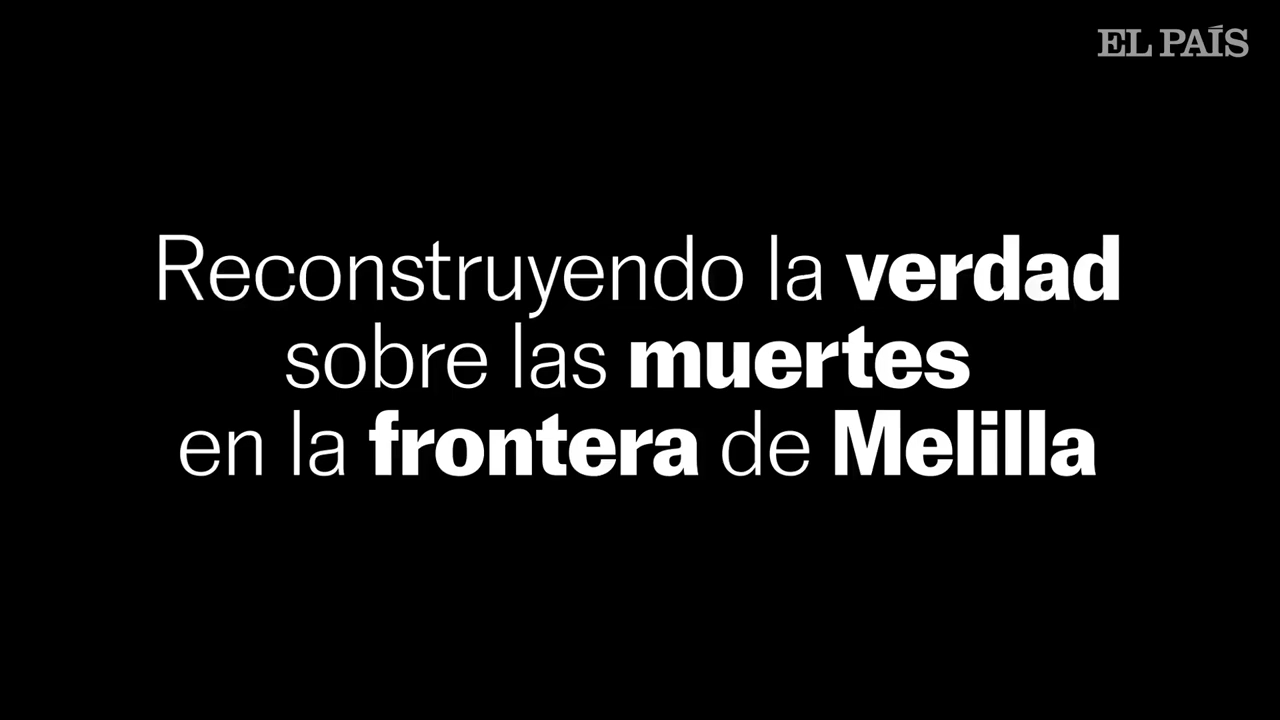 EL PAÍS
Reconstruyendo la verdad
sobre las muertes
en la frontera de Melilla